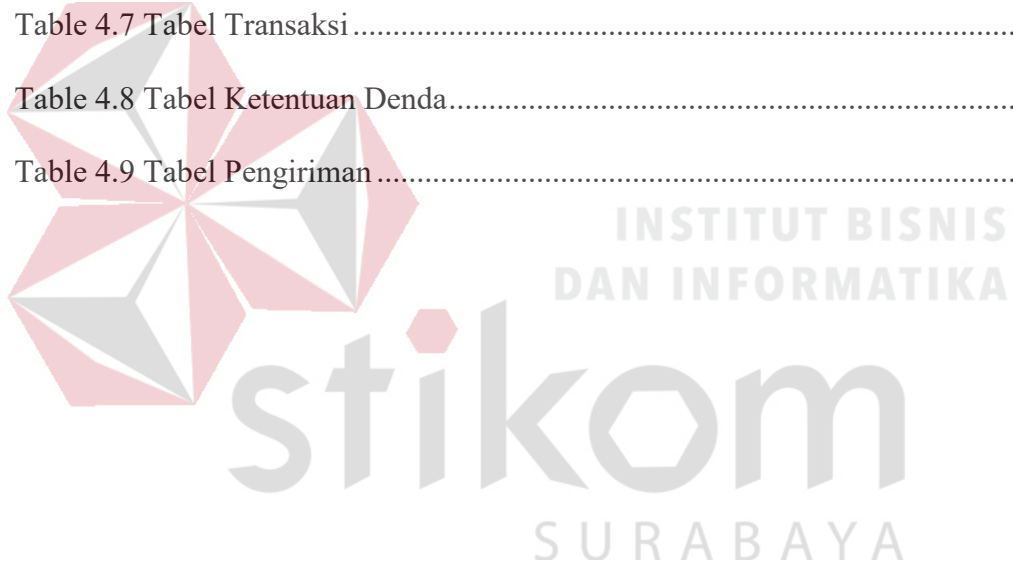 Table 4.7 Tabel Transaksi................................................................................
Table 4.8 Tabel Ketentuan Denda....................................................................
Table 4.9 Tabel Pengiriman.............................................................................
INSTITUT BISNIS
DAN INFORMATIKA
stikom
SURABAYA